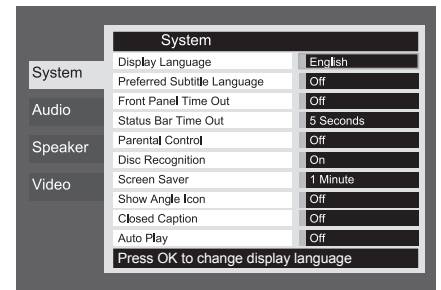 System
System
Audio
Speaker
Video
Display Language English
Preferred Subtitle Language Off
Front Panel Time Out Off
Status Bar Time Out 5 Seconds
Parental Control Off
Disc Recognition On
Screen Saver 1 Minute
Show Angle Icon Off
Closed Caption Off
Auto Play Off
Press OK to change display language